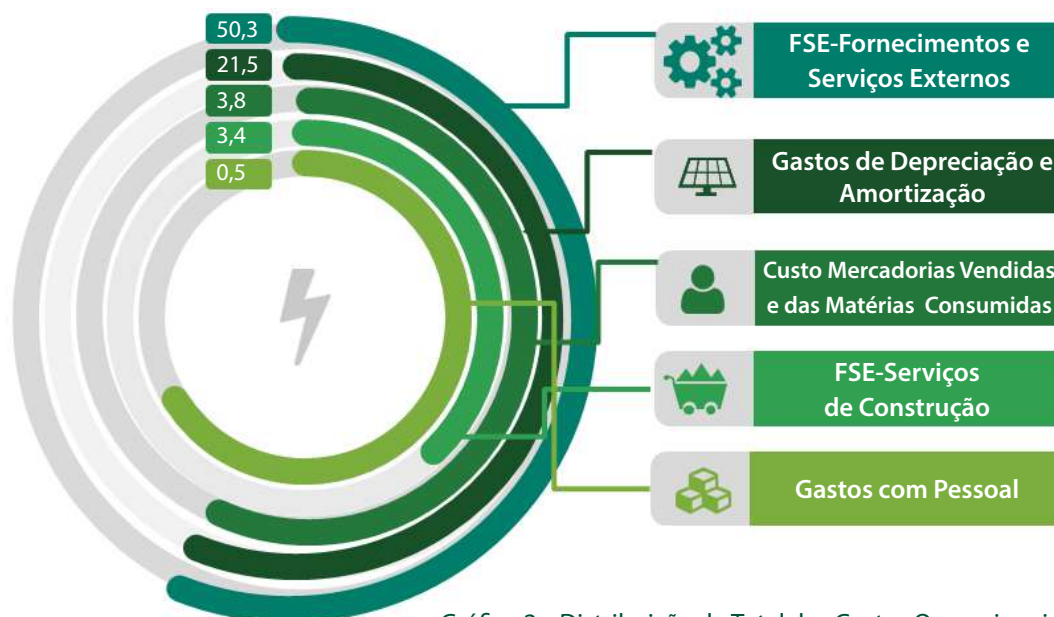 50,3
21,5
3,8
3,4
0,5
FSE-Fornecimentos e
Serviços Externos
Gastos de Depreciação e
Amortização
Custo Mercadorias Vendidas
e das Matérias Consumidas
FSE-Serviços
de Construção
Gastos com Pessoal